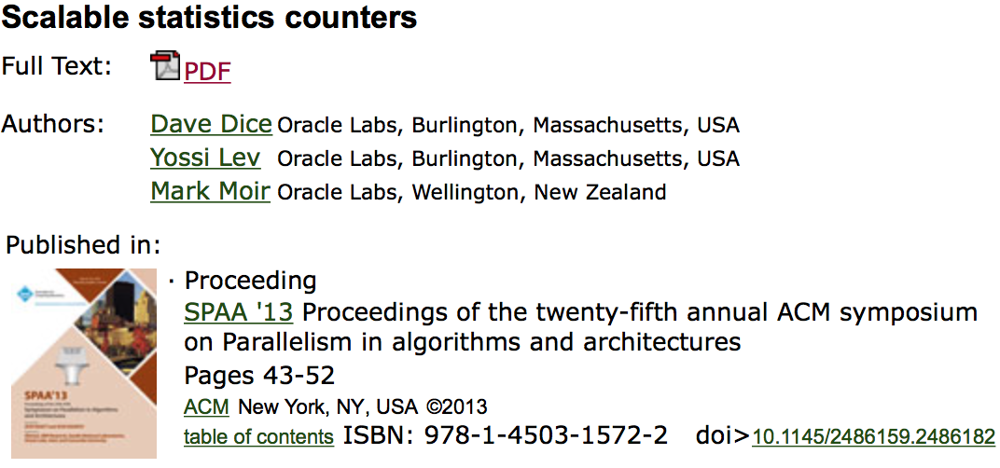 Scalable statistics counters
Full Text: PDF
Authors: Dave Dice Oracle Labs, Burlington, Massachusetts, USA
Yossi Lev Oracle Labs, Burlington, Massachusetts, USA
Mark Moir Oracle Labs, Wellington, New Zealand
Published in:
· Proceeding
SPAA '13 Proceedings of the twenty-fifth annual ACM symposium
on Parallelism in algorithms and architectures
Pages 43-52
ACM New York, NY, USA ©2013
table of contents ISBN: 978-1-4503-1572-2 doi>10.1145/2486159.2486182
SPAA'13